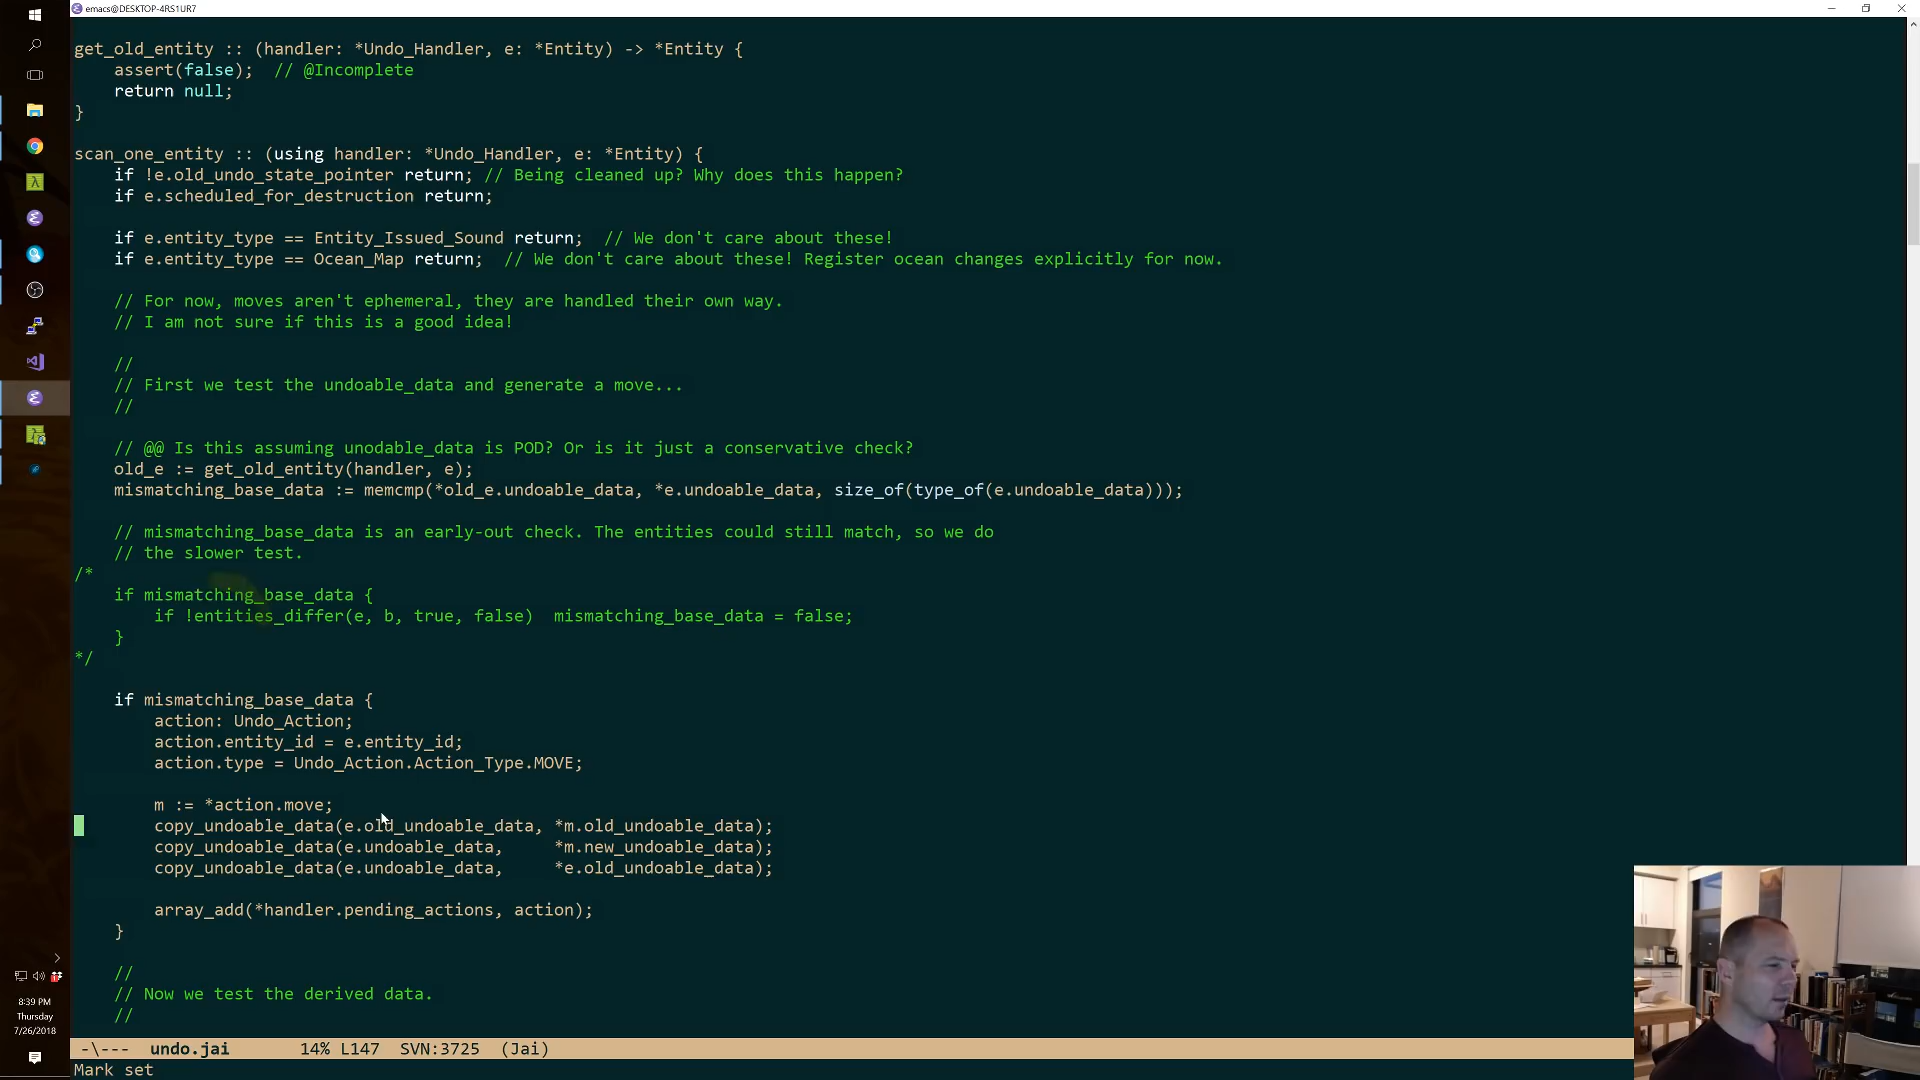 emacs@DESKTOP-4RS1UR7
get_old_entity :: (handler: *Undo_Handler, e: *Entity) -> *Entity {
    assert(false);  // @Incomplete
    return null;
}
scan_one_entity :: (using handler: *Undo_Handler, e: *Entity) {
    if !e.old_undo_state_pointer return; // Being cleaned up? Why does this happen?
    if e.scheduled_for_destruction return;
    if e.entity_type == Entity_Issued_Sound return;  // We don't care about these!
    if e.entity_type == Ocean_Map return;  // We don't care about these! Register ocean changes explicitly for now.
    // For now, moves aren't ephemeral, they are handled their own way.
    // I am not sure if this is a good idea!
    //
    // First we test the undoable_data and generate a move...
    //
    // @@ Is this assuming unodable_data is POD? Or is it just a conservative check?
    old_e := get_old_entity(handler, e);
    mismatching_base_data := memcmp(*old_e.undoable_data, *e.undoable_data, size_of(type_of(e.undoable_data)));
    // mismatching_base_data is an early-out check. The entities could still match, so we do
    // the slower test.
/*
    if mismatching_base_data {
        if !entities_differ(e, b, true, false)  mismatching_base_data = false;
    }
*/
    if mismatching_base_data {
        action: Undo_Action;
        action.entity_id = e.entity_id;
        action.type = Undo_Action.Action_Type.MOVE;
        m := *action.move;
        copy_undoable_data(e.old_undoable_data, *m.old_undoable_data);
        copy_undoable_data(e.undoable_data,     *m.new_undoable_data);
        copy_undoable_data(e.undoable_data,     *e.old_undoable_data);
        array_add(*handler.pending_actions, action);
    }
    //
    // Now we test the derived data.
    //
-\---  undo.jai       14% L147  SVN:3725  (Jai)
Mark set
8:39 PM
Thursday
7/26/2018